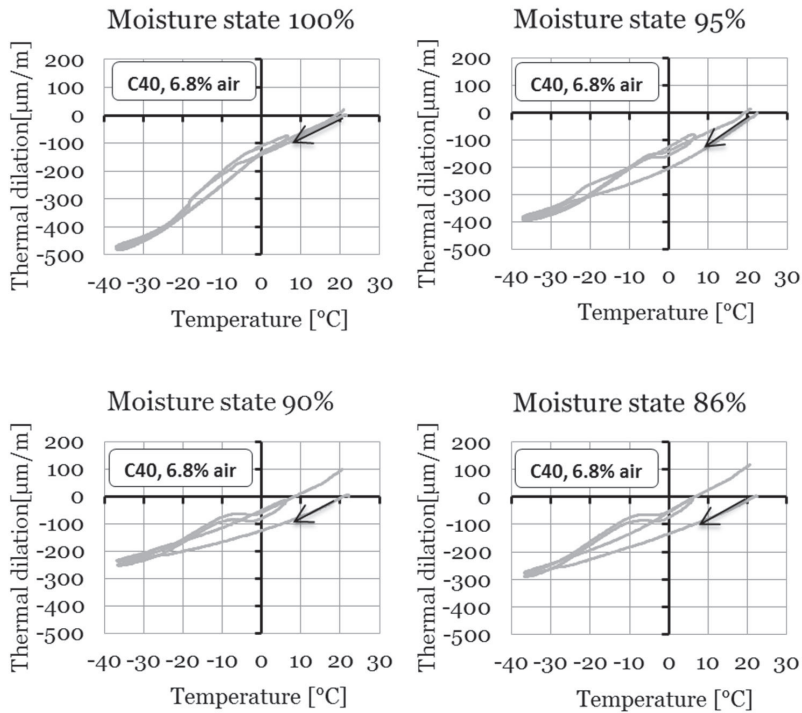 Moisture state 100%
Thermal dilation[µm/m]
200
100
0
-100
-200
-300
-400
-500
C40, 6.8% air
-40 -30 -20 -10 0 10 20 30
Temperature [°C]
Moisture state 95%
Thermal dilation[µm/m]
200
100
0
-100
-200
-300
-400
-500
C40, 6.8% air
-40 -30 -20 -10 0 10 20 30
Temperature [°C]
Moisture state 90%
Thermal dilation[µm/m]
200
100
0
-100
-200
-300
-400
-500
C40, 6.8% air
-40 -30 -20 -10 0 10 20 30
Temperature [°C]
Moisture state 86%
Thermal dilation[µm/m]
200
100
0
-100
-200
-300
-400
-500
C40, 6.8% air
-40 -30 -20 -10 0 10 20 30
Temperature [°C]